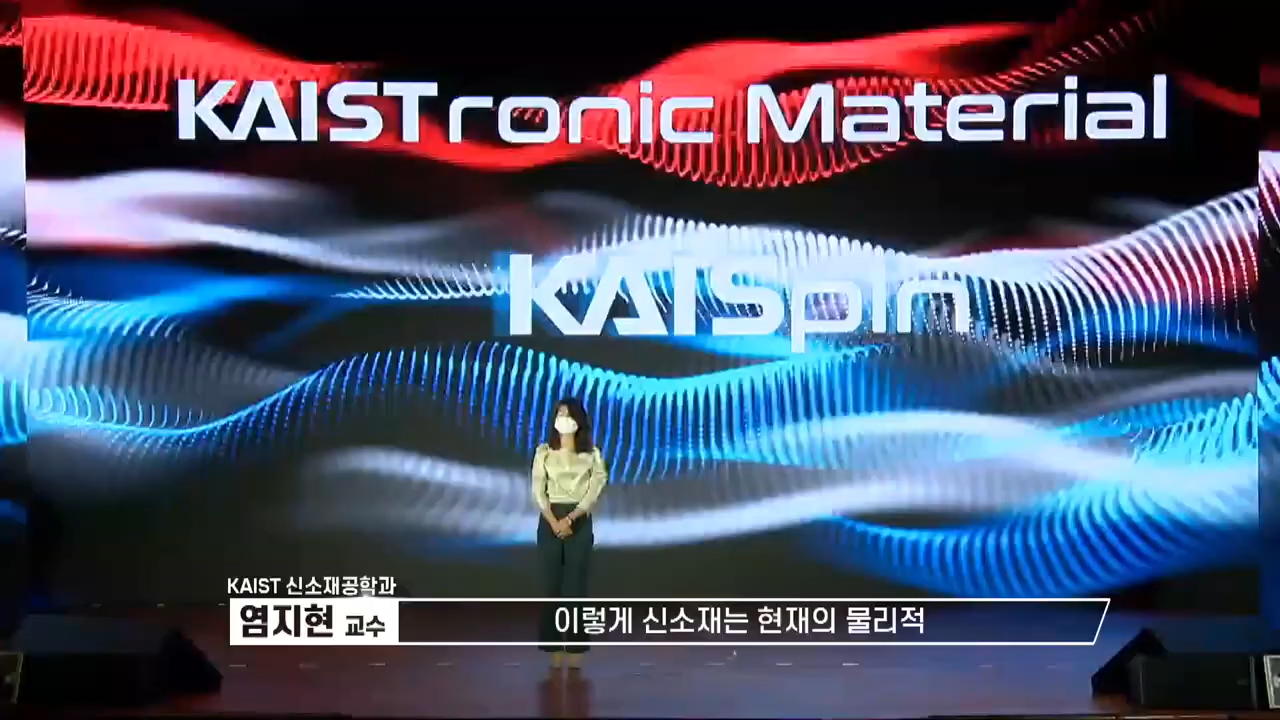 KAISTronic Material
KAISpin
KAIST 신소재공학과
염지현 교수
이렇게 신소재는 현재의 물리적